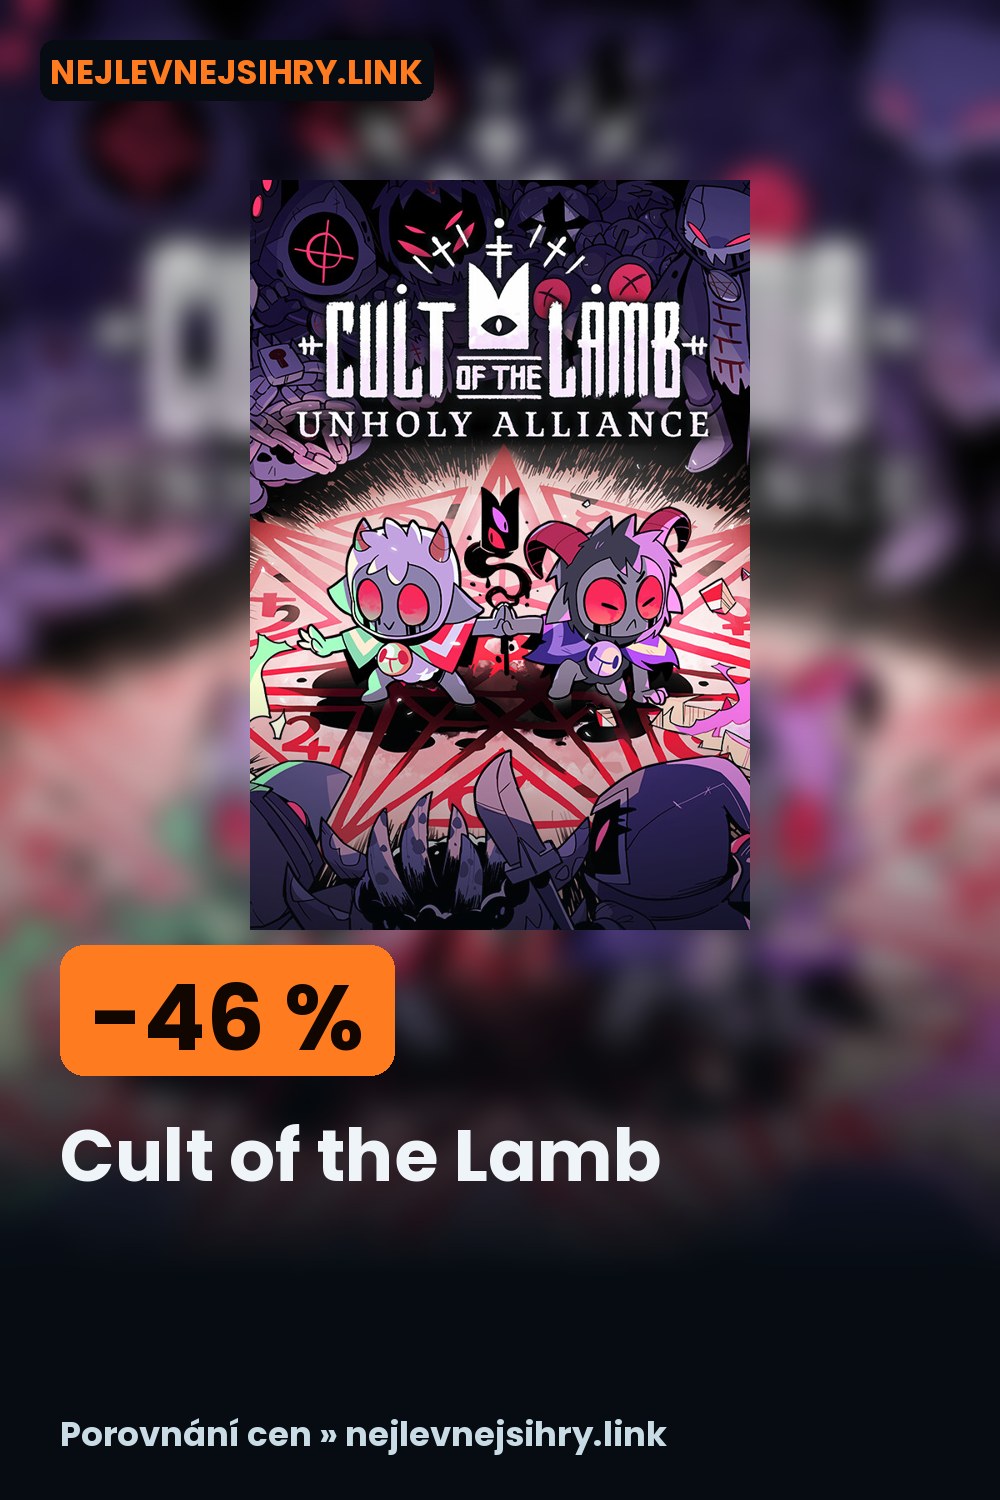 NEJLEVNEJSIHRY.LINK
CULT OF THE LAMB
UNHOLY ALLIANCE
-46 %
Cult of the Lamb
Porovnání cen » nejlevnejsihry.link